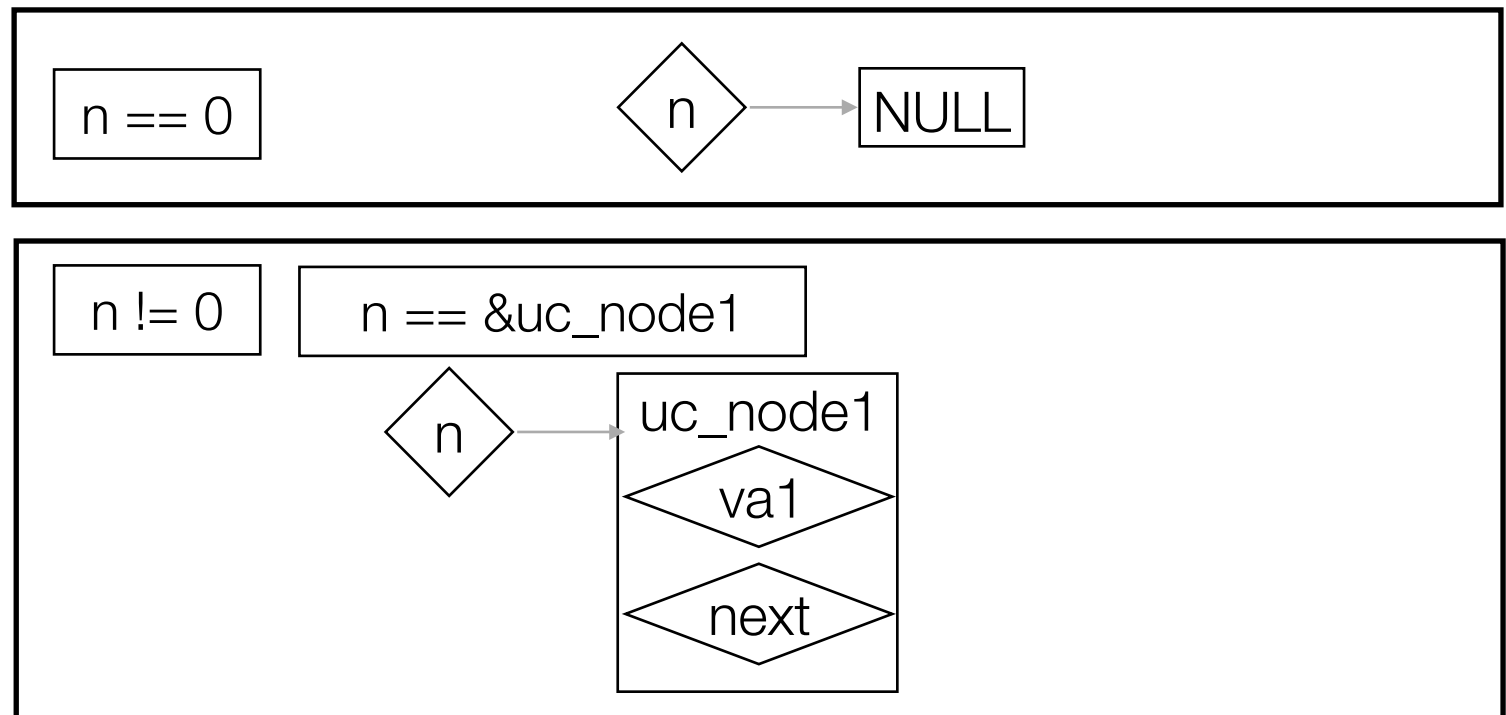 n == 0
n
NULL
n != 0
n == &uc_node1
n
uc_node1
va1
next